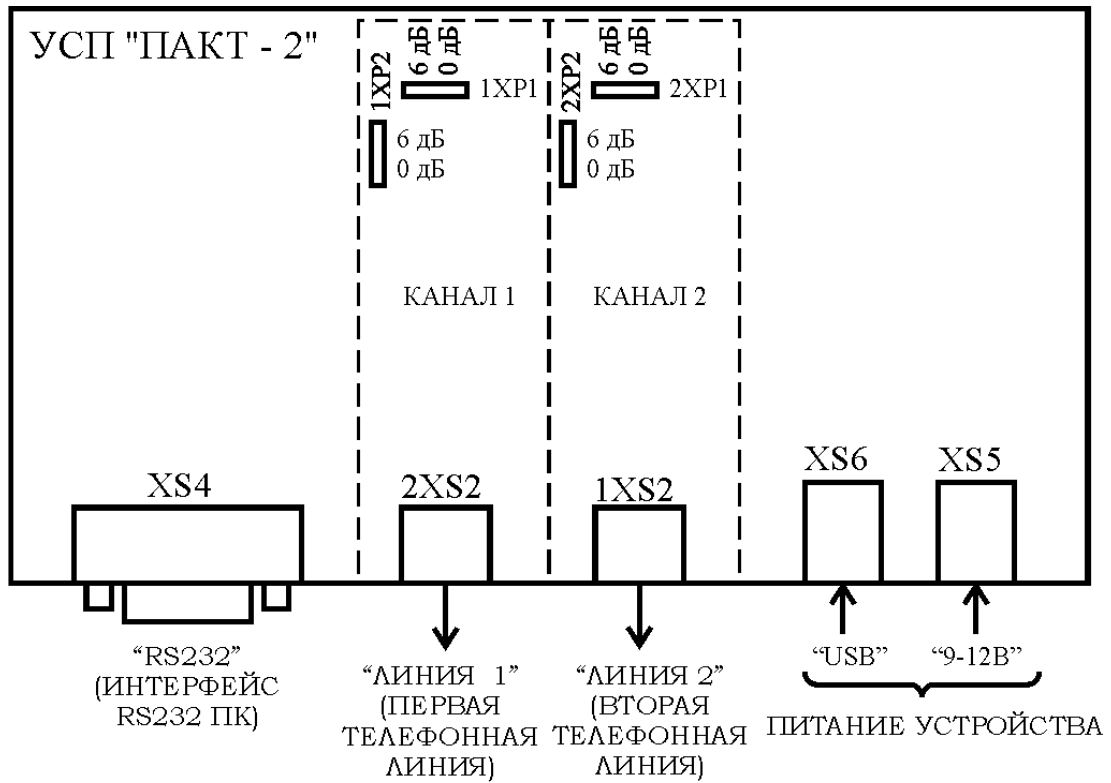 УСП "ПАКТ - 2"
1XP2
6 дБ
0 дБ
1XP1
6 дБ
0 дБ
2XP2
6 дБ
0 дБ
2XP1
6 дБ
0 дБ
КАНАЛ 1
КАНАЛ 2
XS4
2XS2
1XS2
XS6
XS5
“RS232”
(ИНТЕРФЕЙС
RS232 ПК)
“ЛИНИЯ 1”
(ПЕРВАЯ
ТЕЛЕФОННАЯ
ЛИНИЯ)
“ЛИНИЯ 2”
(ВТОРАЯ
ТЕЛЕФОННАЯ
ЛИНИЯ)
“USB”
“9-12В”
ПИТАНИЕ УСТРОЙСТВА